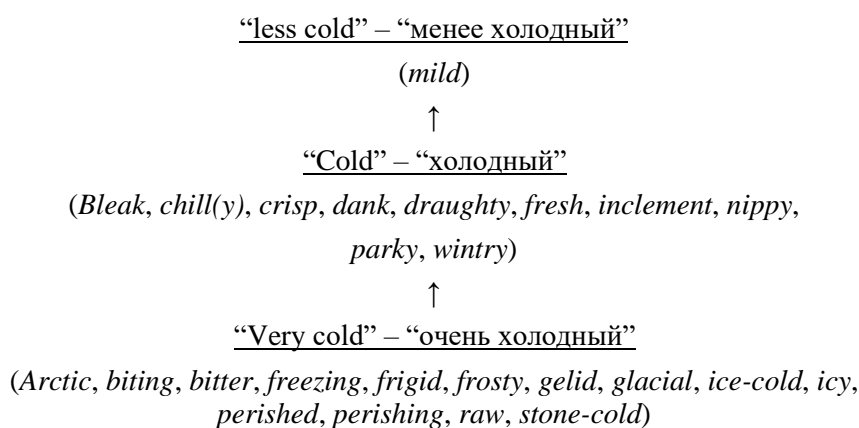 “less cold” – “менее холодный”
(mild)
↑
“Cold” – “холодный”
(Bleak, chill(y), crisp, dank, draughty, fresh, inclement, nippy,
parky, wintry)
↑
“Very cold” – “очень холодный”
(Arctic, biting, bitter, freezing, frigid, frosty, gelid, glacial, ice-cold, icy,
perished, perishing, raw, stone-cold)